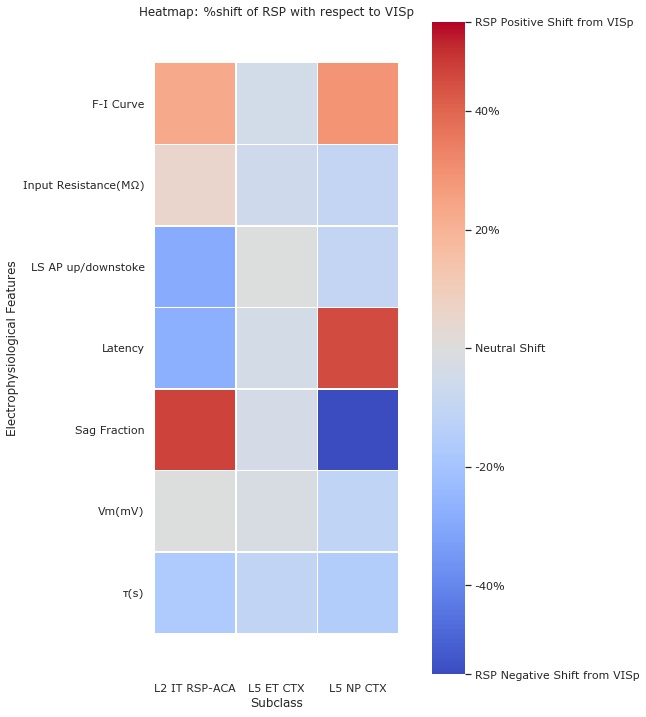 Heatmap: %shift of RSP with respect to VISp
Electrophysiological Features
F-I Curve
Input Resistance(MΩ)
LS AP up/downstoke
Latency
Sag Fraction
Vm(mV)
τ(s)
L2 IT RSP-ACA L5 ET CTX L5 NP CTX
Subclass
RSP Positive Shift from VISp
40%
20%
Neutral Shift
-20%
-40%
RSP Negative Shift from VISp